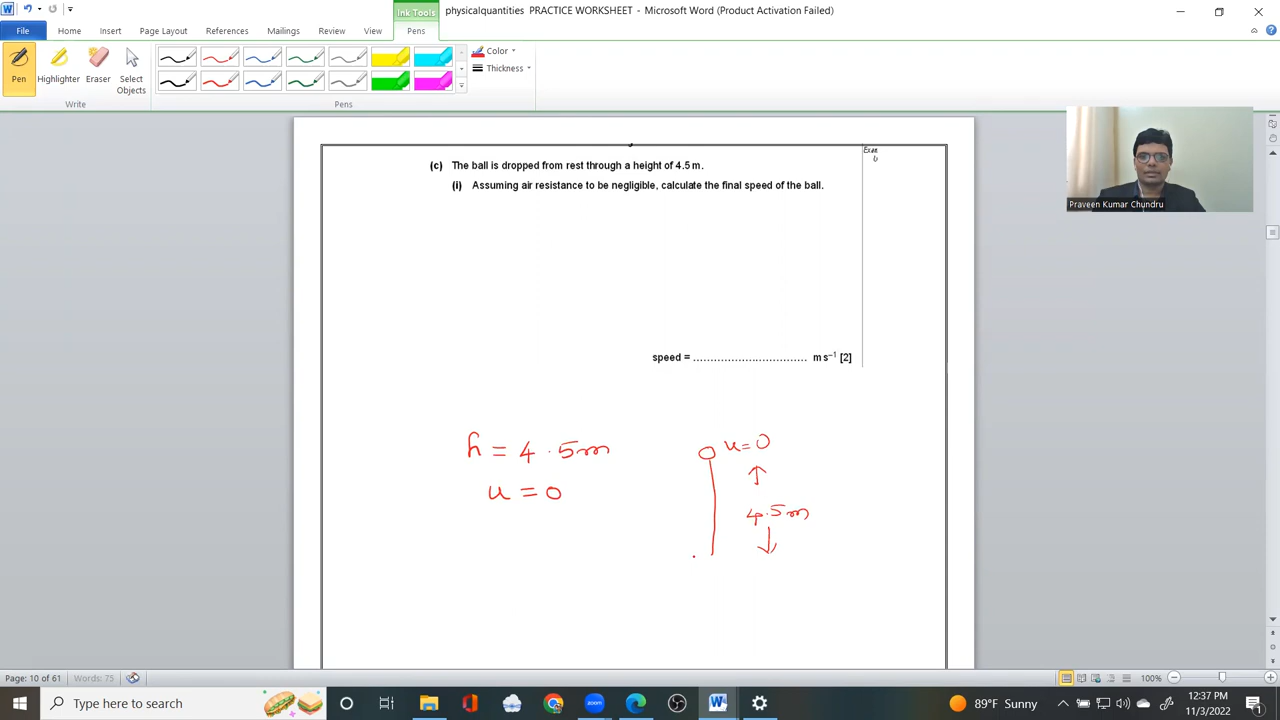 Ink Tools
physicalquantities PRACTICE WORKSHEET - Microsoft Word (Product Activation Failed)
File Home Insert Page Layout References Mailings Review View Pens
Pen
Highlighter
Eraser
Select Objects
Color
Thickness
Write
Pens
Praveen Kumar Chundru
(c) The ball is dropped from rest through a height of 4.5 m.
(i) Assuming air resistance to be negligible, calculate the final speed of the ball.
speed = ................................ m s⁻¹ [2]
h = 4.5m
u = 0
u = 0
4.5m
Page: 10 of 61
Words: 75
100%
Type here to search
zoom
89°F Sunny
12:37 PM
11/3/2022